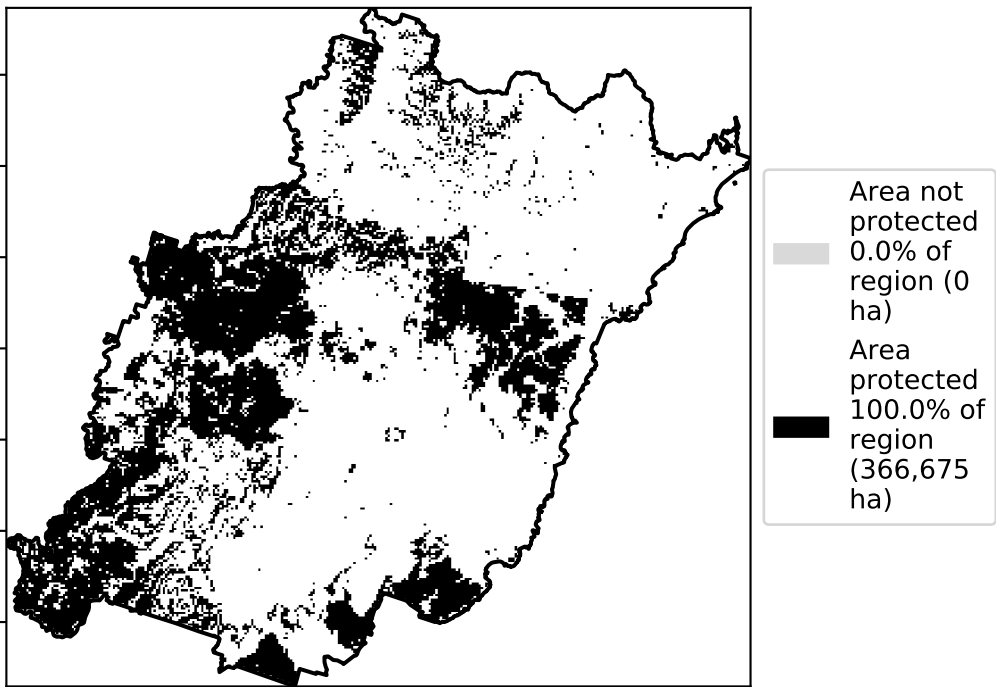 Area not
protected
0.0% of
region (0
ha)
Area
protected
100.0% of
region
(366,675
ha)